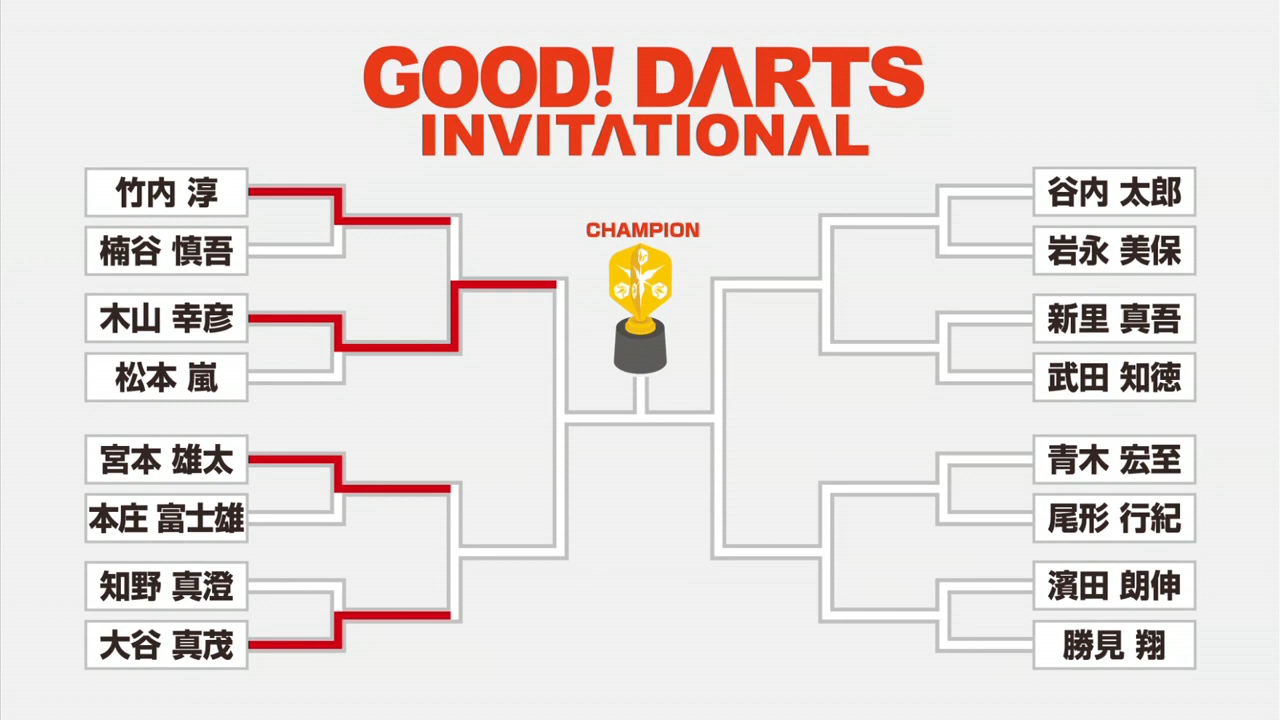 GOOD! DARTS
INVITATIONAL
CHAMPION
竹内 淳
楠谷 慎吾
木山 幸彦
松本 嵐
宮本 雄太
本庄 富士雄
知野 真澄
大谷 真茂
谷内 太郎
岩永 美保
新里 真吾
武田 知徳
青木 宏至
尾形 行紀
濱田 朗伸
勝見 翔